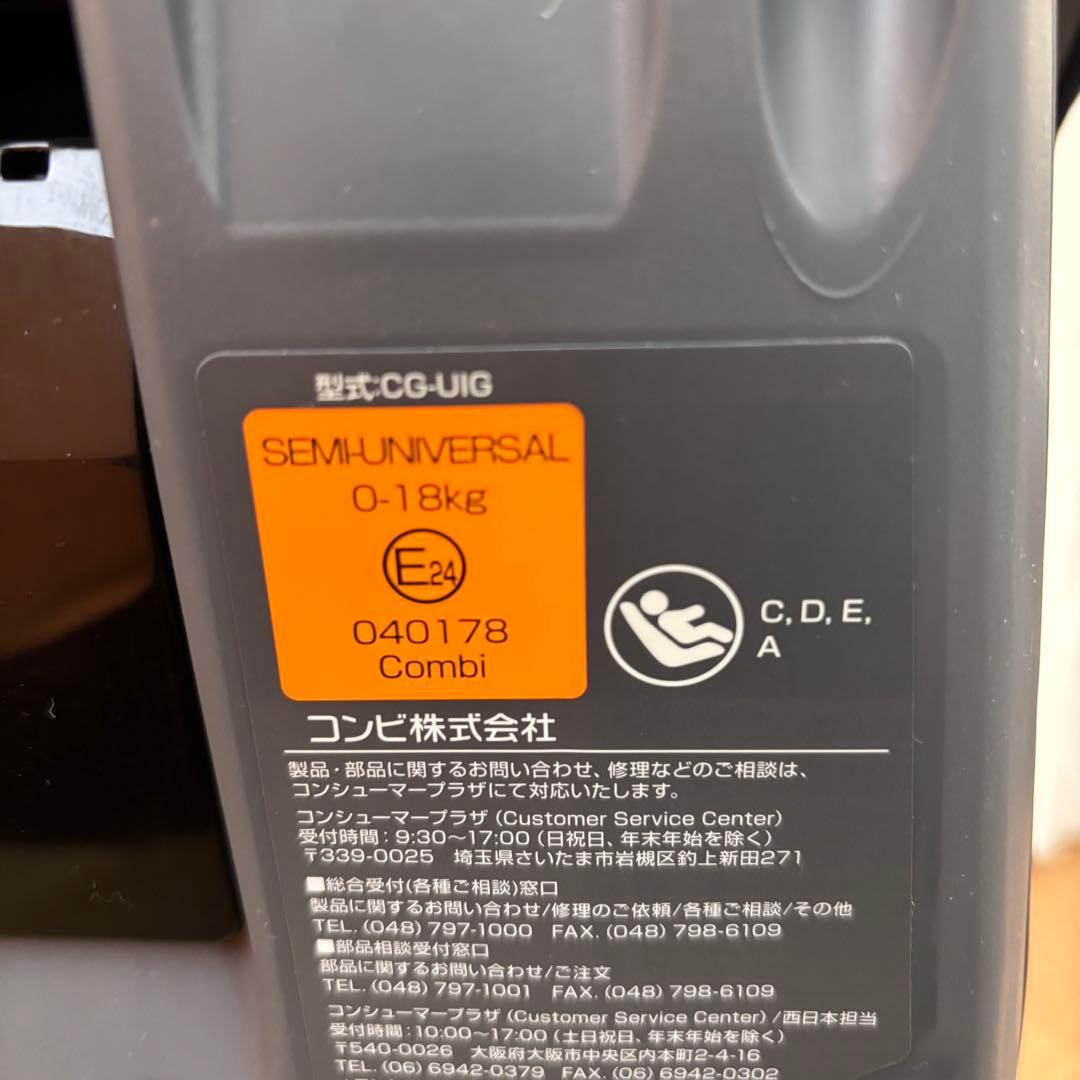 型式:CG-UIG
SEMI-UNIVERSAL
0-18kg
E24
040178
Combi
C, D, E,
A
コンビ株式会社
製品・部品に関するお問い合わせ、修理などのご相談は、
コンシューマープラザにて対応いたします。
コンシューマープラザ (Customer Service Center)
受付時間：9:30〜17:00 (日祝日、年末年始を除く)
〒339-0025 埼玉県さいたま市岩槻区釣上新田271
■総合受付(各種ご相談)窓口
製品に関するお問い合わせ/修理のご依頼/各種ご相談/その他
TEL. (048) 797-1000 FAX. (048) 798-6109
■部品相談受付窓口
部品に関するお問い合わせ/ご注文
TEL. (048) 797-1001 FAX. (048) 798-6109
コンシューマープラザ (Customer Service Center) /西日本担当
受付時間：10:00〜17:00 (土日祝日、年末年始を除く)
〒540-0026 大阪府大阪市中央区内本町2-4-16
TEL. (06) 6942-0379 FAX. (06) 6942-0302